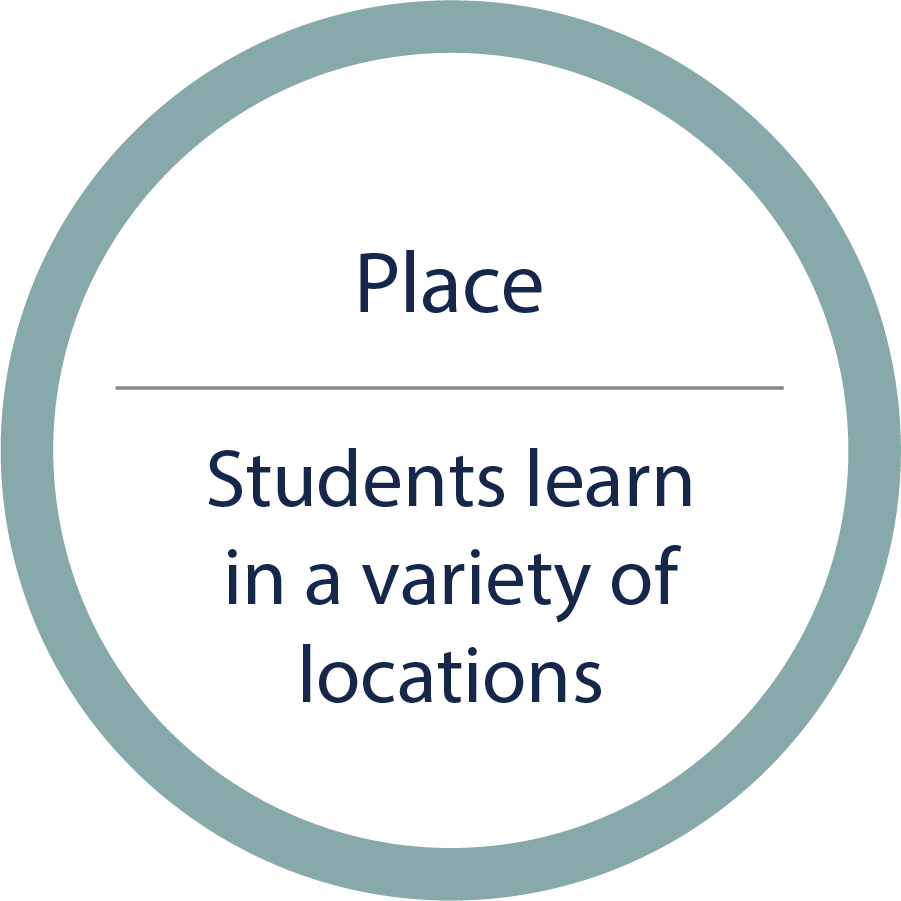 Place
Students learn
in a variety of
locations